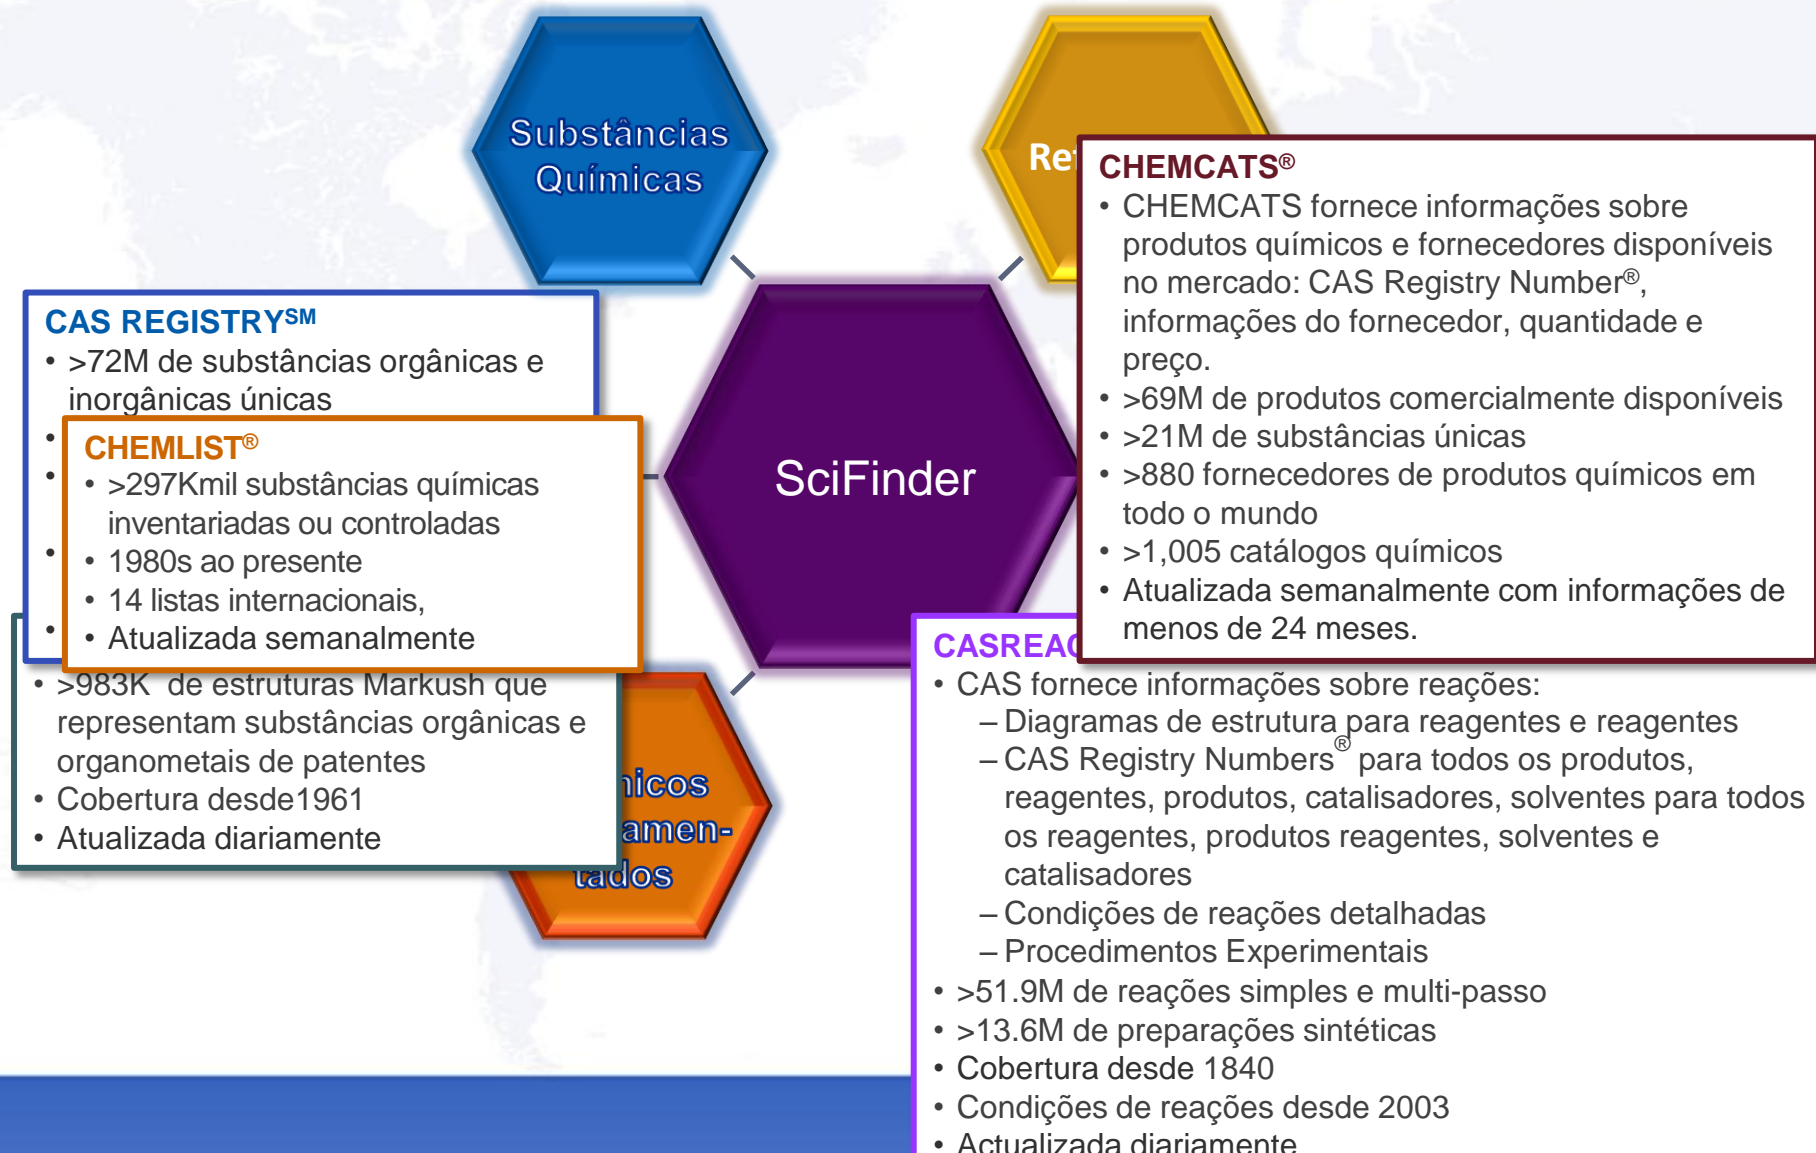 Substâncias
Químicas
CAS REGISTRY℠
• >72M de substâncias orgânicas e
inorgânicas únicas
CHEMLIST®
• >297Kmil substâncias químicas
inventariadas ou controladas
• 1980s ao presente
• 14 listas internacionais,
• Atualizada semanalmente
• >983K de estruturas Markush que
representam substâncias orgânicas e
organometais de patentes
• Cobertura desde1961
• Atualizada diariamente
tados
SciFinder
CHEMCATS®
• CHEMCATS fornece informações sobre
produtos químicos e fornecedores disponíveis
no mercado: CAS Registry Number®,
informações do fornecedor, quantidade e
preço.
• >69M de produtos comercialmente disponíveis
• >21M de substâncias únicas
• >880 fornecedores de produtos químicos em
todo o mundo
• >1,005 catálogos químicos
• Atualizada semanalmente com informações de
menos de 24 meses.
• CAS fornece informações sobre reações:
– Diagramas de estrutura para reagentes e reagentes
– CAS Registry Numbers® para todos os produtos,
reagentes, produtos, catalisadores, solventes para todos
os reagentes, produtos reagentes, solventes e
catalisadores
– Condições de reações detalhadas
– Procedimentos Experimentais
• >51.9M de reações simples e multi-passo
• >13.6M de preparações sintéticas
• Cobertura desde 1840
• Condições de reações desde 2003
• Actualizada diariamente